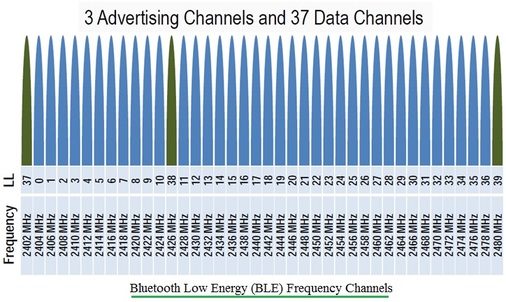 3 Advertising Channels and 37 Data Channels
LL 37 0 1 2 3 4 5 6 7 8 9 10 38 11 12 13 14 15 16 17 18 19 20 21 22 23 24 25 26 27 28 29 30 31 32 33 34 35 36 39
Frequency 2402 MHz 2404 MHz 2406 MHz 2408 MHz 2410 MHz 2412 MHz 2414 MHz 2416 MHz 2418 MHz 2420 MHz 2422 MHz 2424 MHz 2426 MHz 2428 MHz 2430 MHz 2432 MHz 2434 MHz 2436 MHz 2438 MHz 2440 MHz 2442 MHz 2444 MHz 2446 MHz 2448 MHz 2450 MHz 2452 MHz 2454 MHz 2456 MHz 2458 MHz 2460 MHz 2462 MHz 2464 MHz 2466 MHz 2468 MHz 2470 MHz 2472 MHz 2474 MHz 2476 MHz 2478 MHz 2480 MHz
Bluetooth Low Energy (BLE) Frequency Channels